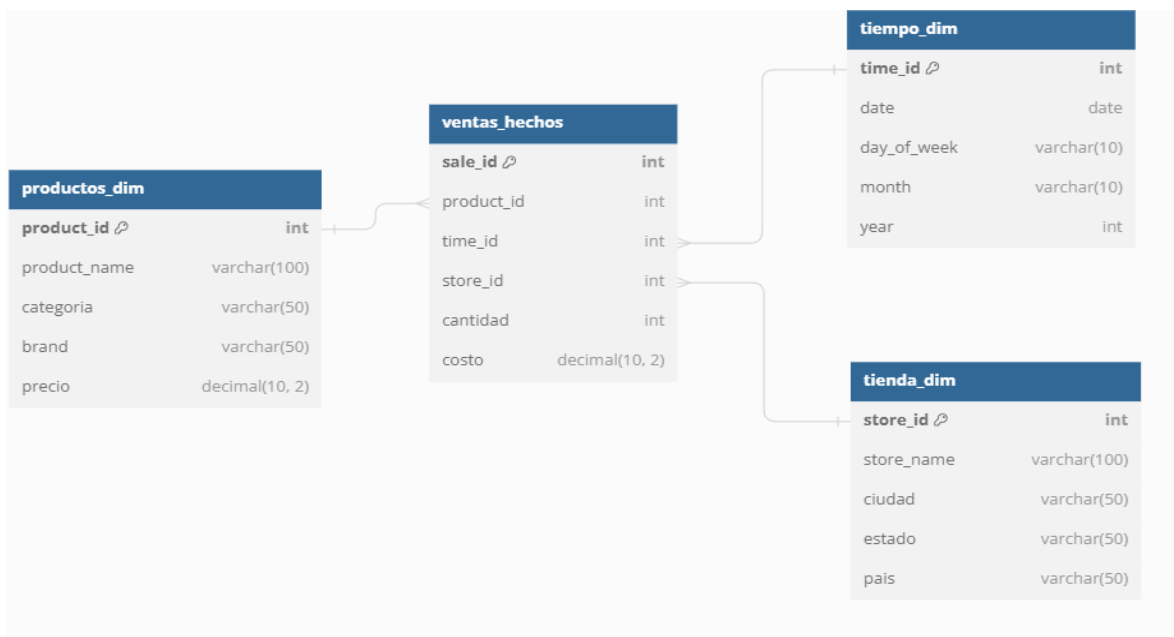 productos_dim
product_id int
product_name varchar(100)
categoria varchar(50)
brand varchar(50)
precio decimal(10, 2)
ventas_hechos
sale_id int
product_id int
time_id int
store_id int
cantidad int
costo decimal(10, 2)
tiempo_dim
time_id int
date date
day_of_week varchar(10)
month varchar(10)
year int
tienda_dim
store_id int
store_name varchar(100)
ciudad varchar(50)
estado varchar(50)
pais varchar(50)